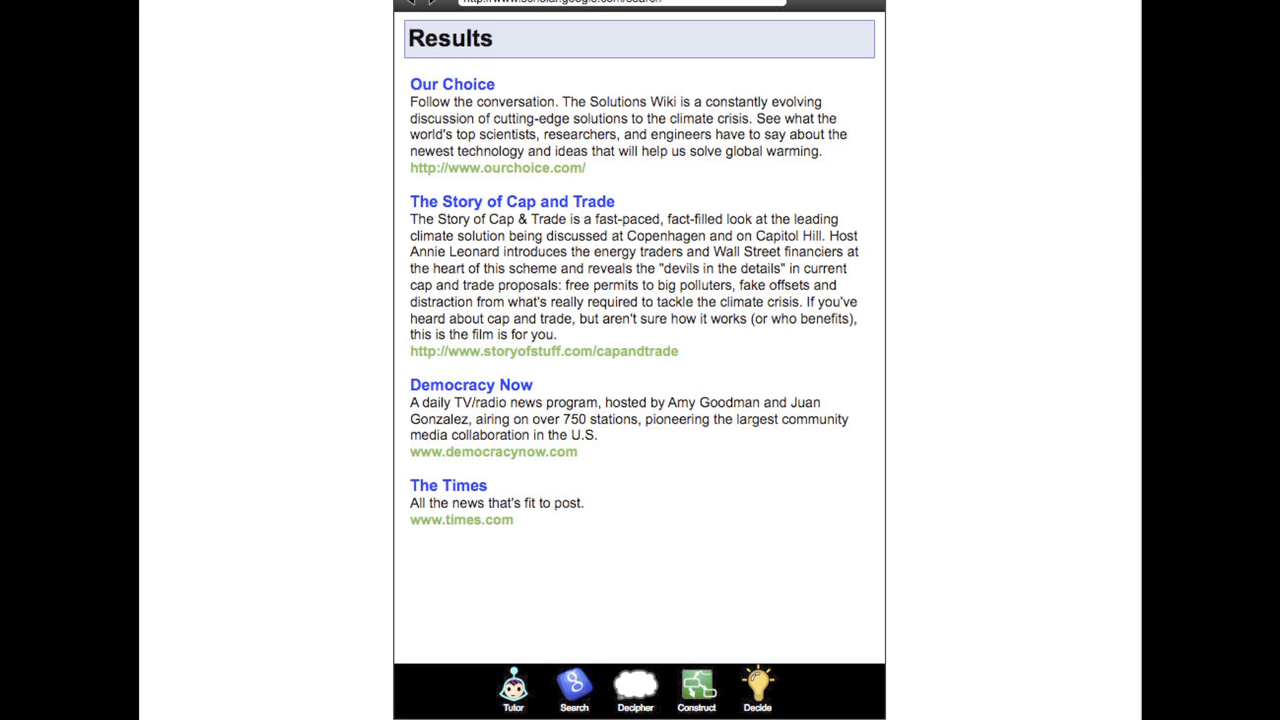 Results
Our Choice
Follow the conversation. The Solutions Wiki is a constantly evolving
discussion of cutting-edge solutions to the climate crisis. See what the
world's top scientists, researchers, and engineers have to say about the
newest technology and ideas that will help us solve global warming.
http://www.ourchoice.com/
The Story of Cap and Trade
The Story of Cap & Trade is a fast-paced, fact-filled look at the leading
climate solution being discussed at Copenhagen and on Capitol Hill. Host
Annie Leonard introduces the energy traders and Wall Street financiers at
the heart of this scheme and reveals the "devils in the details" in current
cap and trade proposals: free permits to big polluters, fake offsets and
distraction from what's really required to tackle the climate crisis. If you've
heard about cap and trade, but aren't sure how it works (or who benefits),
this is the film is for you.
http://www.storyofstuff.com/capandtrade
Democracy Now
A daily TV/radio news program, hosted by Amy Goodman and Juan
Gonzalez, airing on over 750 stations, pioneering the largest community
media collaboration in the U.S.
www.democracynow.com
The Times
All the news that's fit to post.
www.times.com
8
Tutor Search Decipher Construct Decide